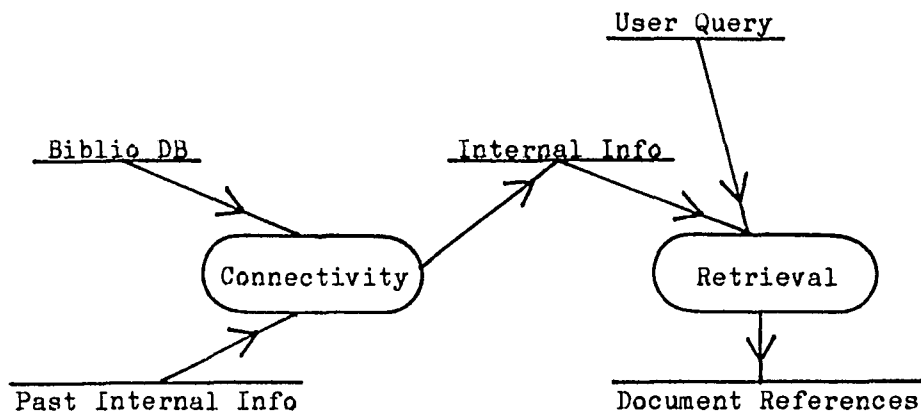 User Query
Biblio DB
Internal Info
Connectivity
Retrieval
Past Internal Info
Document References